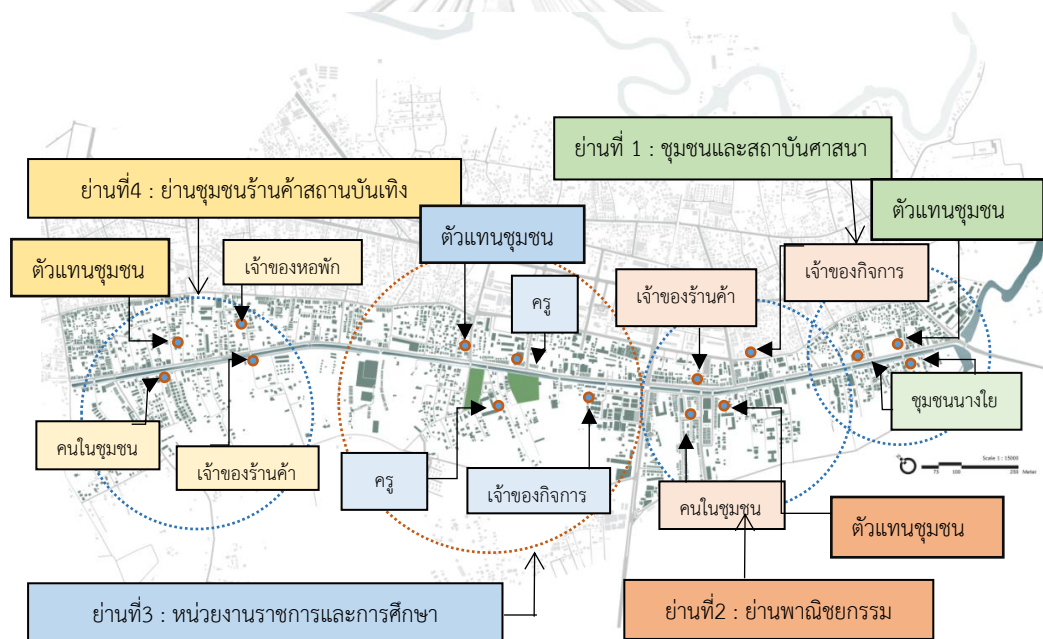 ย่านที่ 1 : ชุมชนและสถาบันศาสนา
ย่านที่4 : ย่านชุมชนร้านค้าสถานบันเทิง
ตัวแทนชุมชน
ตัวแทนชุมชน
ตัวแทนชุมชน
เจ้าของหอพัก
เจ้าของกิจการ
เจ้าของร้านค้า
ครู
ชุมชนนางใย
คนในชุมชน
เจ้าของร้านค้า
ครู
เจ้าของกิจการ
คนในชุมชน
ตัวแทนชุมชน
Scale 1 : 15000
75 100 250 Meter
ย่านที่3 : หน่วยงานราชการและการศึกษา
ย่านที่2 : ย่านพาณิชยกรรม